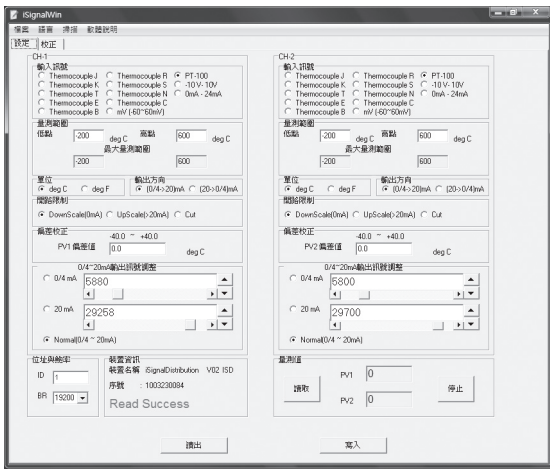 iSignalWin
檔案 語言 掃描 軟體說明
設定 校正
CH-1
輸入訊號
Thermocouple J Thermocouple R PT-100
Thermocouple K Thermocouple S -10 V- 10V
Thermocouple T Thermocouple N 0mA - 24mA
Thermocouple E Thermocouple C
Thermocouple B mV (-60~60mV)
量測範圍
低點 -200 deg C 高點 600 deg C
最大量測範圍
-200 600
單位
deg C deg F
輸出方向
(0/4->20)mA (20->0/4)mA
開路限制
DownScale(0mA) UpScale(>20mA) Cut
偏差校正
-40.0 ~ +40.0
PV1 偏差值 0.0 deg C
0/4~20mA輸出訊號調整
0/4 mA 5880
20 mA 29258
Normal(0/4 ~ 20mA)
CH-2
輸入訊號
Thermocouple J Thermocouple R PT-100
Thermocouple K Thermocouple S -10 V- 10V
Thermocouple T Thermocouple N 0mA - 24mA
Thermocouple E Thermocouple C
Thermocouple B mV (-60~60mV)
量測範圍
低點 -200 deg C 高點 600 deg C
最大量測範圍
-200 600
單位
deg C deg F
輸出方向
(0/4->20)mA (20->0/4)mA
開路限制
DownScale(0mA) UpScale(>20mA) Cut
偏差校正
-40.0 ~ +40.0
PV2 偏差值 0.0 deg C
0/4~20mA輸出訊號調整
0/4 mA 5800
20 mA 29700
Normal(0/4 ~ 20mA)
位址與鮑率
ID 1
BR 19200
裝置資訊
裝置名稱 iSignalDistribution V02 ISD
序號 : 1003230084
Read Success
量測值
讀取 PV1 0 停止
PV2 0
讀出 寫入